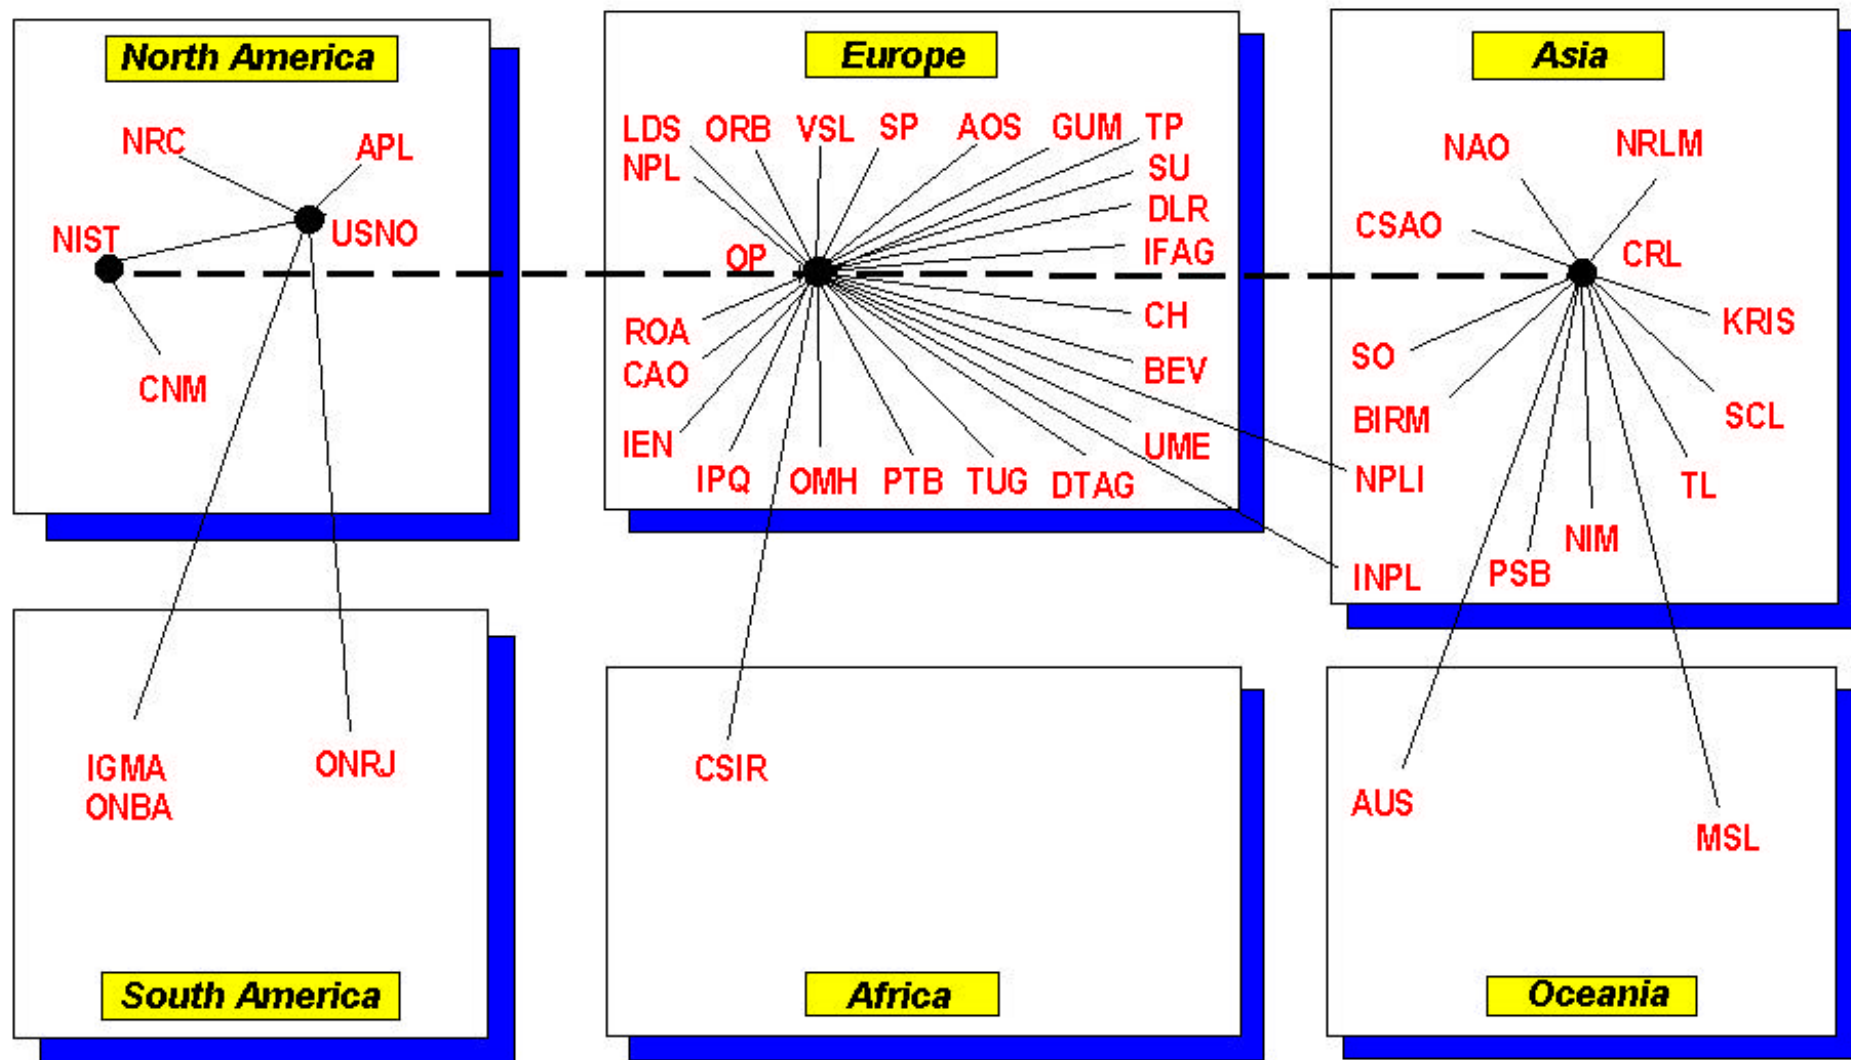 North America
NRC
APL
NIST
USNO
CNM
Europe
LDS ORB VSL SP AOS GUM TP
NPL
SU
DLR
OP
IFAG
ROA
CH
CAO
BEV
IEN
UME
IPQ OMH PTB TUG DTAG
Asia
NAO
NRLM
CSAO
CRL
KRIS
SO
BIRM
SCL
NPLI
TL
NIM
INPL
PSB
IGMA
ONBA
ONRJ
South America
CSIR
Africa
AUS
MSL
Oceania